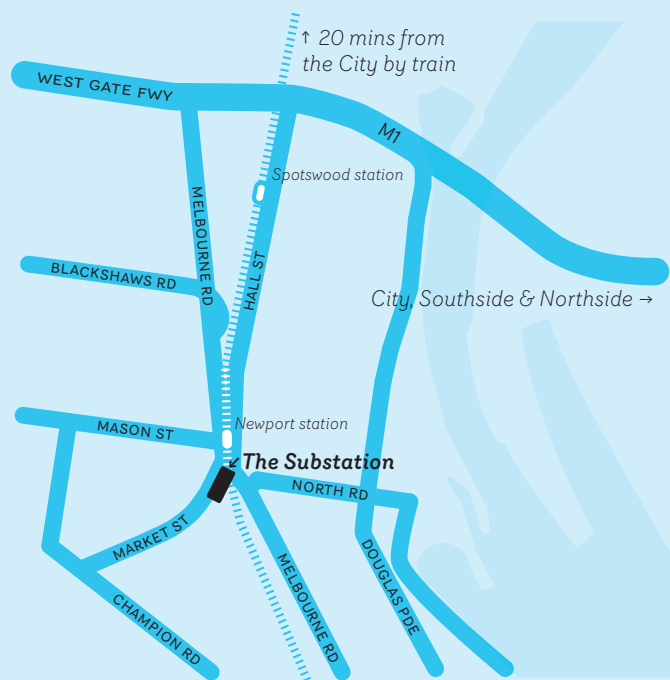 ↑ 20 mins from
the City by train
WEST GATE FWY
M1
Spotswood station
MELBOURNE RD
HALL ST
BLACKSHAWS RD
City, Southside & Northside →
Newport station
MASON ST
The Substation
NORTH RD
MARKET ST
DOUGLAS PDE
MELBOURNE RD
CHAMPION RD